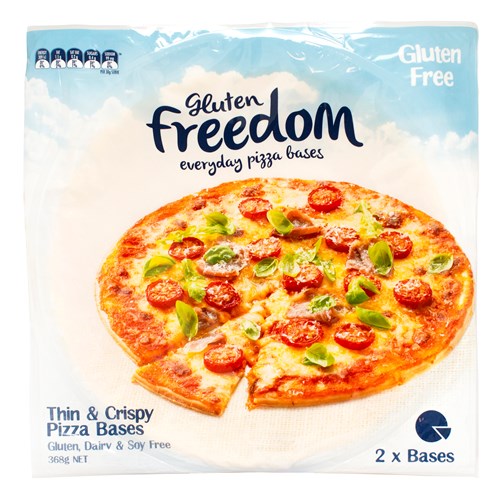 Gluten
Free
Gluten
freedom
everyday pizza bases
Thin & Crispy
Pizza Bases
Gluten, Dairy & Soy Free
368g NET
2 x Bases